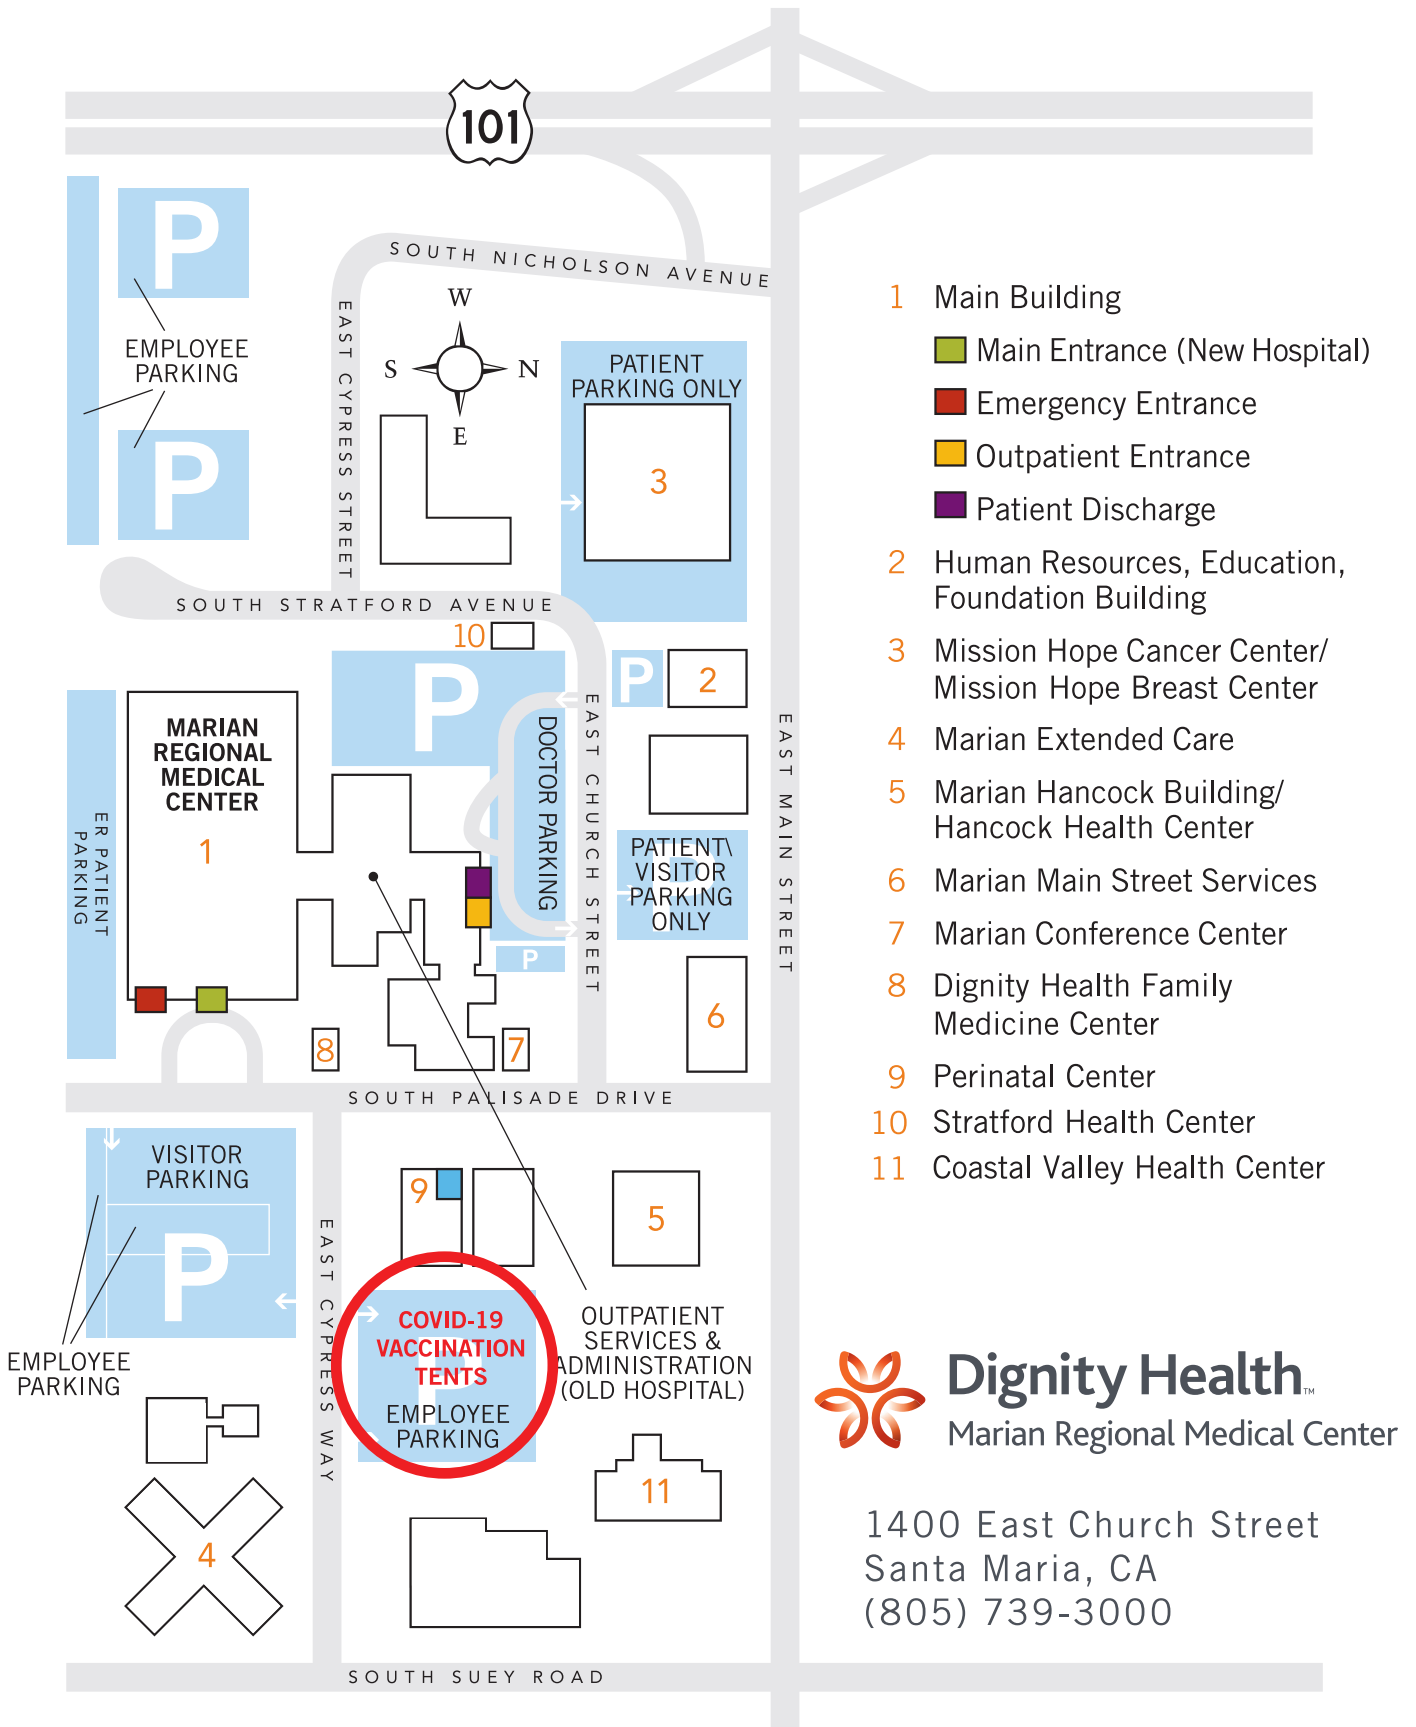 101
SOUTH NICHOLSON AVENUE
P
EMPLOYEE
PARKING
P
EAST CYPRESS STREET
W
S
N
E
PATIENT
PARKING ONLY
3
SOUTH STRATFORD AVENUE
10
P
P
2
MARIAN
REGIONAL
MEDICAL
CENTER
1
ER PATIENT
PARKING
DOCTOR PARKING
EAST CHURCH STREET
EAST MAIN STREET
P
PATIENT\
VISITOR
PARKING
ONLY
P
6
8
7
SOUTH PALISADE DRIVE
VISITOR
PARKING
P
EMPLOYEE
PARKING
EAST CYPRESS WAY
9
5
P
COVID-19
VACCINATION
TENTS
EMPLOYEE
PARKING
OUTPATIENT
SERVICES &
ADMINISTRATION
(OLD HOSPITAL)
11
4
SOUTH SUEY ROAD
1 Main Building
Main Entrance (New Hospital)
Emergency Entrance
Outpatient Entrance
Patient Discharge
2 Human Resources, Education,
Foundation Building
3 Mission Hope Cancer Center/
Mission Hope Breast Center
4 Marian Extended Care
5 Marian Hancock Building/
Hancock Health Center
6 Marian Main Street Services
7 Marian Conference Center
8 Dignity Health Family
Medicine Center
9 Perinatal Center
10 Stratford Health Center
11 Coastal Valley Health Center
Dignity Health™
Marian Regional Medical Center
1400 East Church Street
Santa Maria, CA
(805) 739-3000